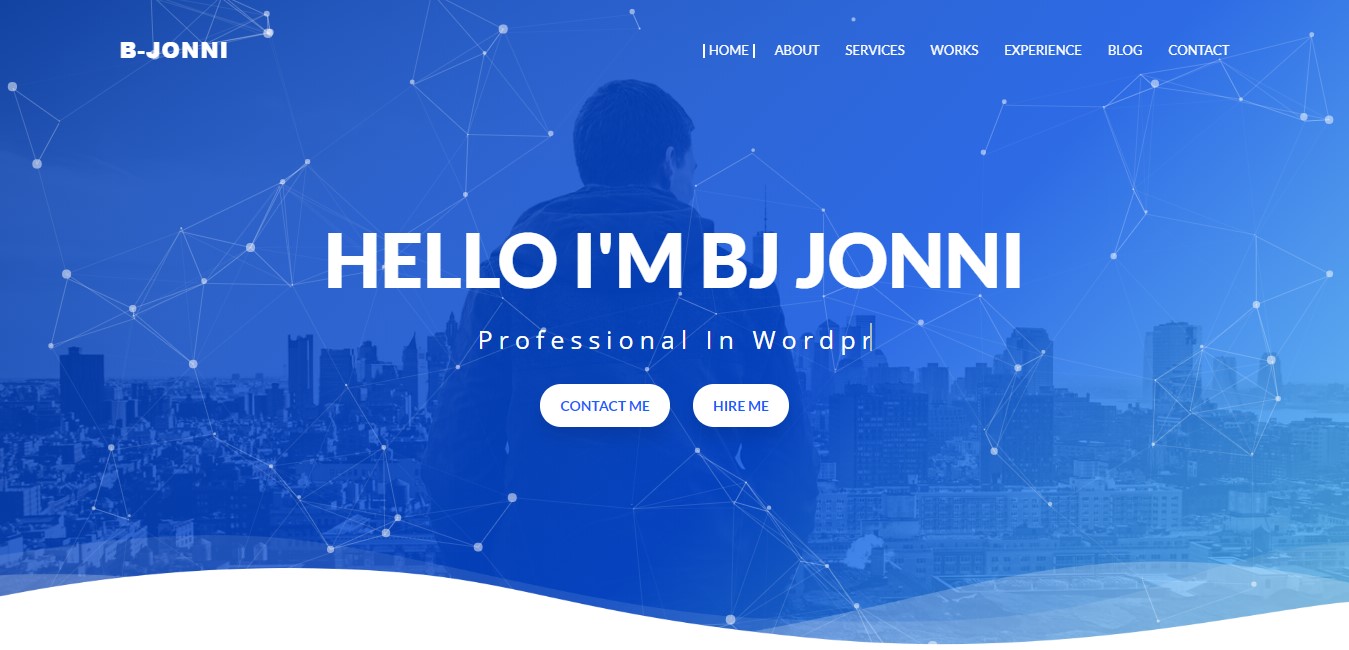 B-JONNI
HOME ABOUT SERVICES WORKS EXPERIENCE BLOG CONTACT
HELLO I'M BJ JONNI
Professional In Wordpr
CONTACT ME HIRE ME